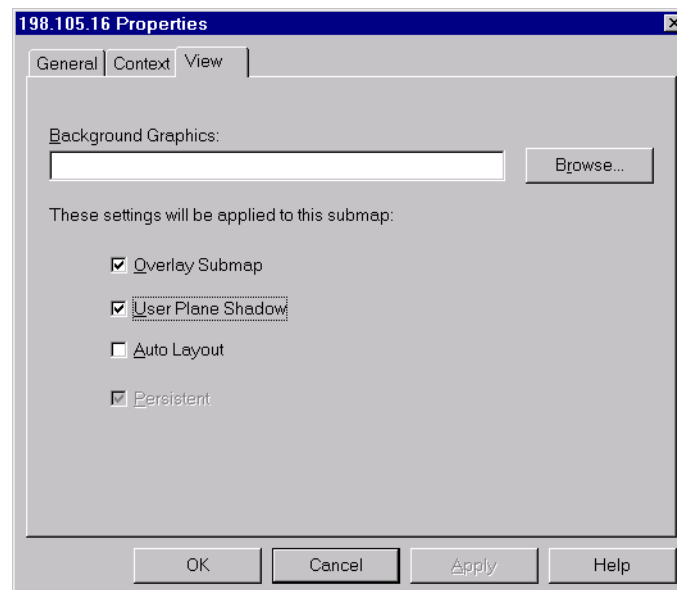 198.105.16 Properties
General Context View
Background Graphics:
Browse...
These settings will be applied to this submap:
Overlay Submap
User Plane Shadow
Auto Layout
Persistent
OK Cancel Apply Help